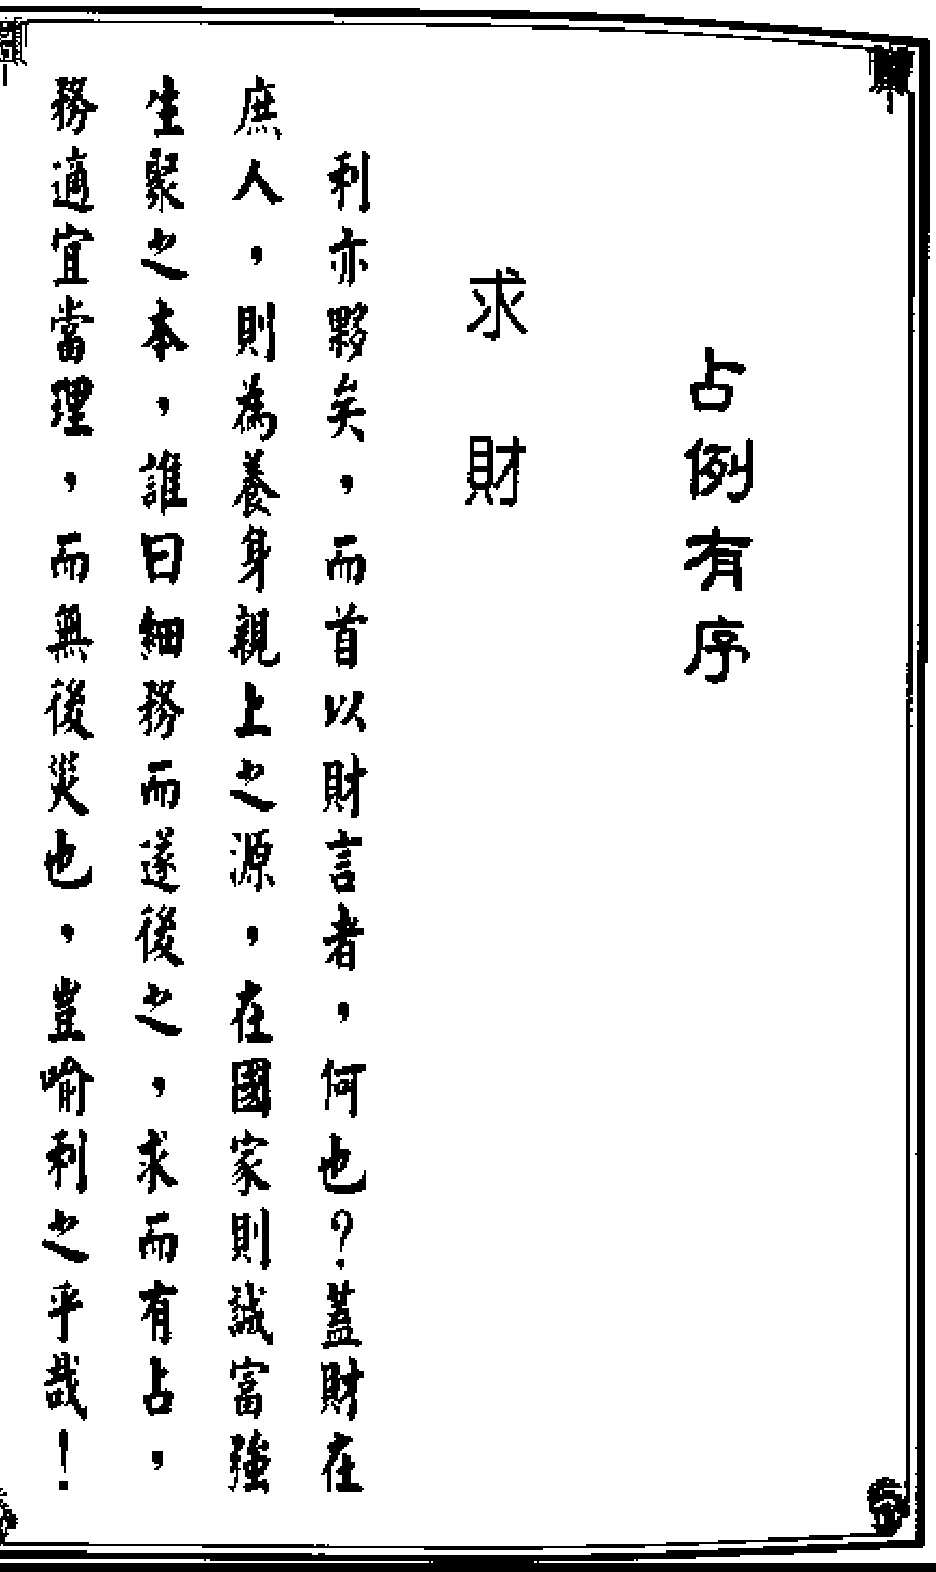 占例有序
求財
利亦夥矣，而首以財言者，何也？蓋財在
庶人，則為養身親上之源，在國家則誠富強
生聚之本，誰曰細務而遂後之，求而有占，
務適宜當理，而無後災也，豈喻利之乎哉！